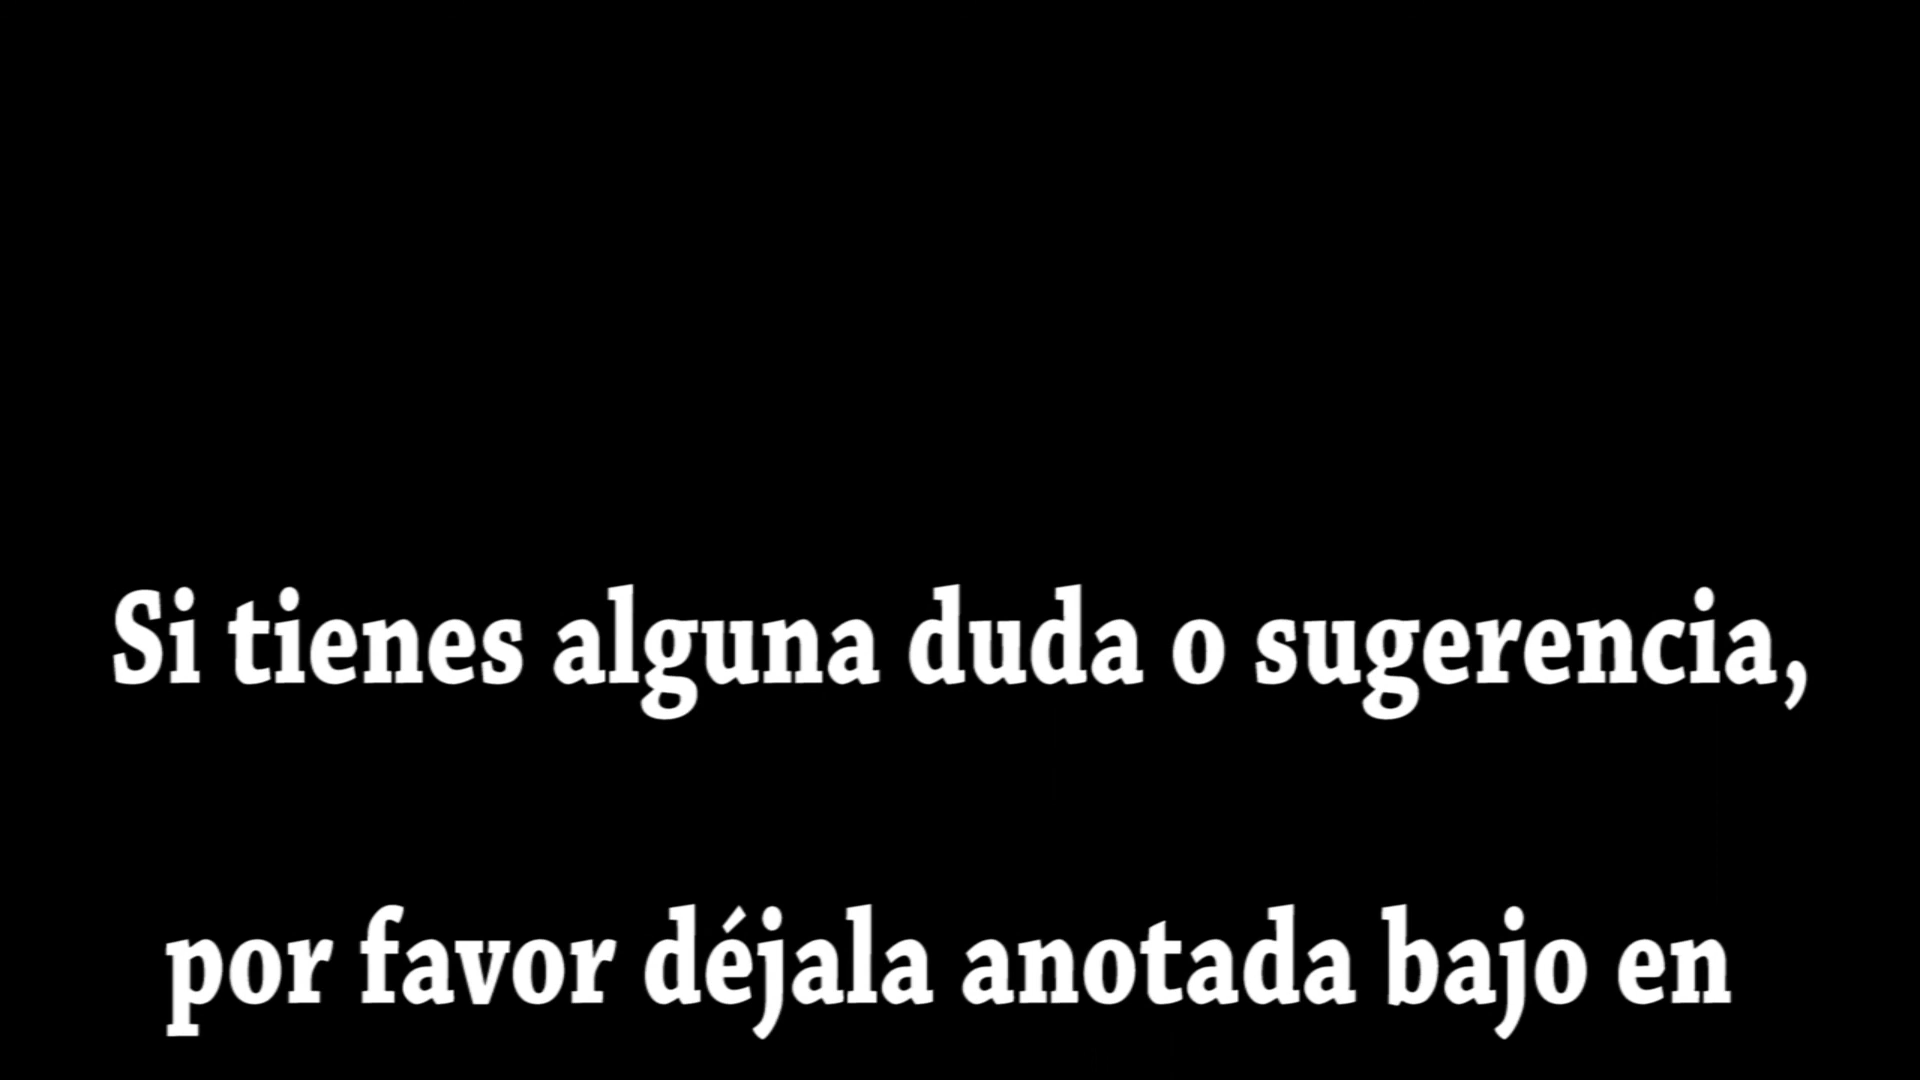 Si tienes alguna duda o sugerencia,
por favor déjala anotada bajo en